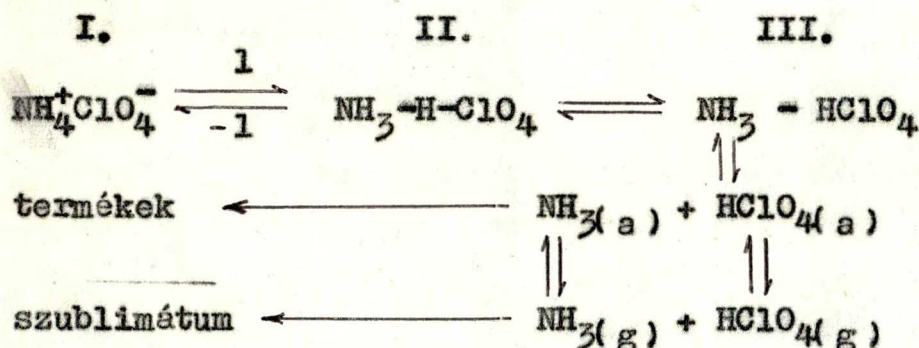 I. II. III.
NH₄⁺ClO₄⁻ 1 ⇌ -1 NH₃-H-ClO₄ ⇌ NH₃ - HClO₄
⇅
termékek ← NH₃(a) + HClO₄(a)
⇅ ⇅
szublimátum ← NH₃(g) + HClO₄(g)